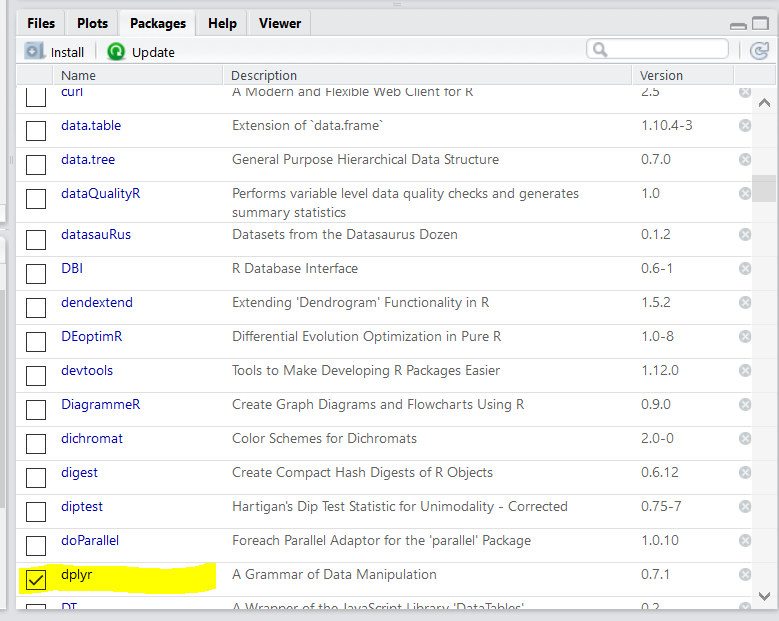 Files Plots Packages Help Viewer
Install Update
Name Description Version
curl A Modern and Flexible Web Client for R 2.5
data.table Extension of `data.frame` 1.10.4-3
data.tree General Purpose Hierarchical Data Structure 0.7.0
dataQualityR Performs variable level data quality checks and generates 1.0
summary statistics
datasauRus Datasets from the Datasaurus Dozen 0.1.2
DBI R Database Interface 0.6-1
dendextend Extending 'Dendrogram' Functionality in R 1.5.2
DEoptimR Differential Evolution Optimization in Pure R 1.0-8
devtools Tools to Make Developing R Packages Easier 1.12.0
DiagrammeR Create Graph Diagrams and Flowcharts Using R 0.9.0
dichromat Color Schemes for Dichromats 2.0-0
digest Create Compact Hash Digests of R Objects 0.6.12
diptest Hartigan's Dip Test Statistic for Unimodality - Corrected 0.75-7
doParallel Foreach Parallel Adaptor for the 'parallel' Package 1.0.10
dplyr A Grammar of Data Manipulation 0.7.1
DT A Wrapper of the JavaScript Library 'DataTables' 0.2